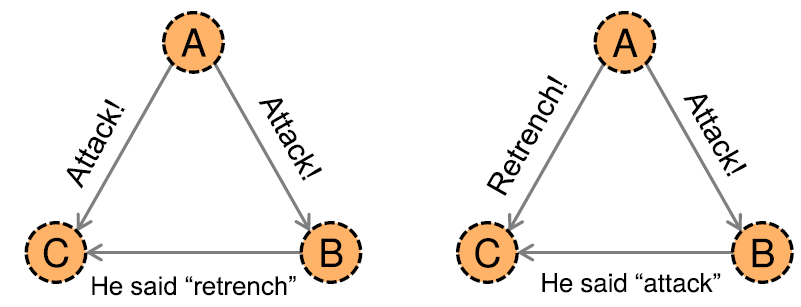 A
Attack!
Attack!
C
B
He said “retrench”
A
Retrench!
Attack!
C
B
He said “attack”